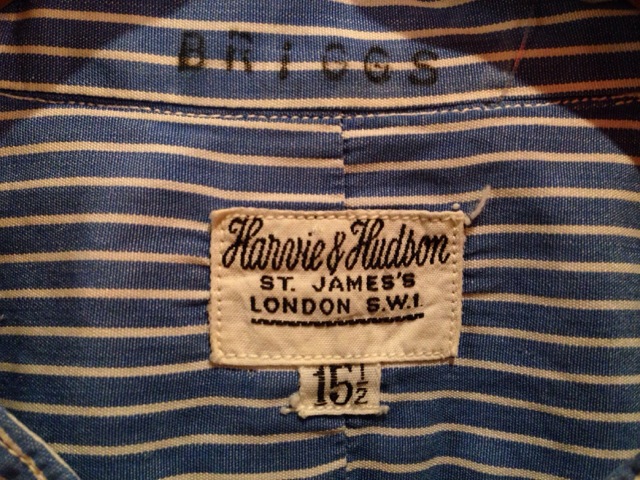 BRiGGS
Harvie & Hudson
ST. JAMES'S
LONDON S.W.1.
15½